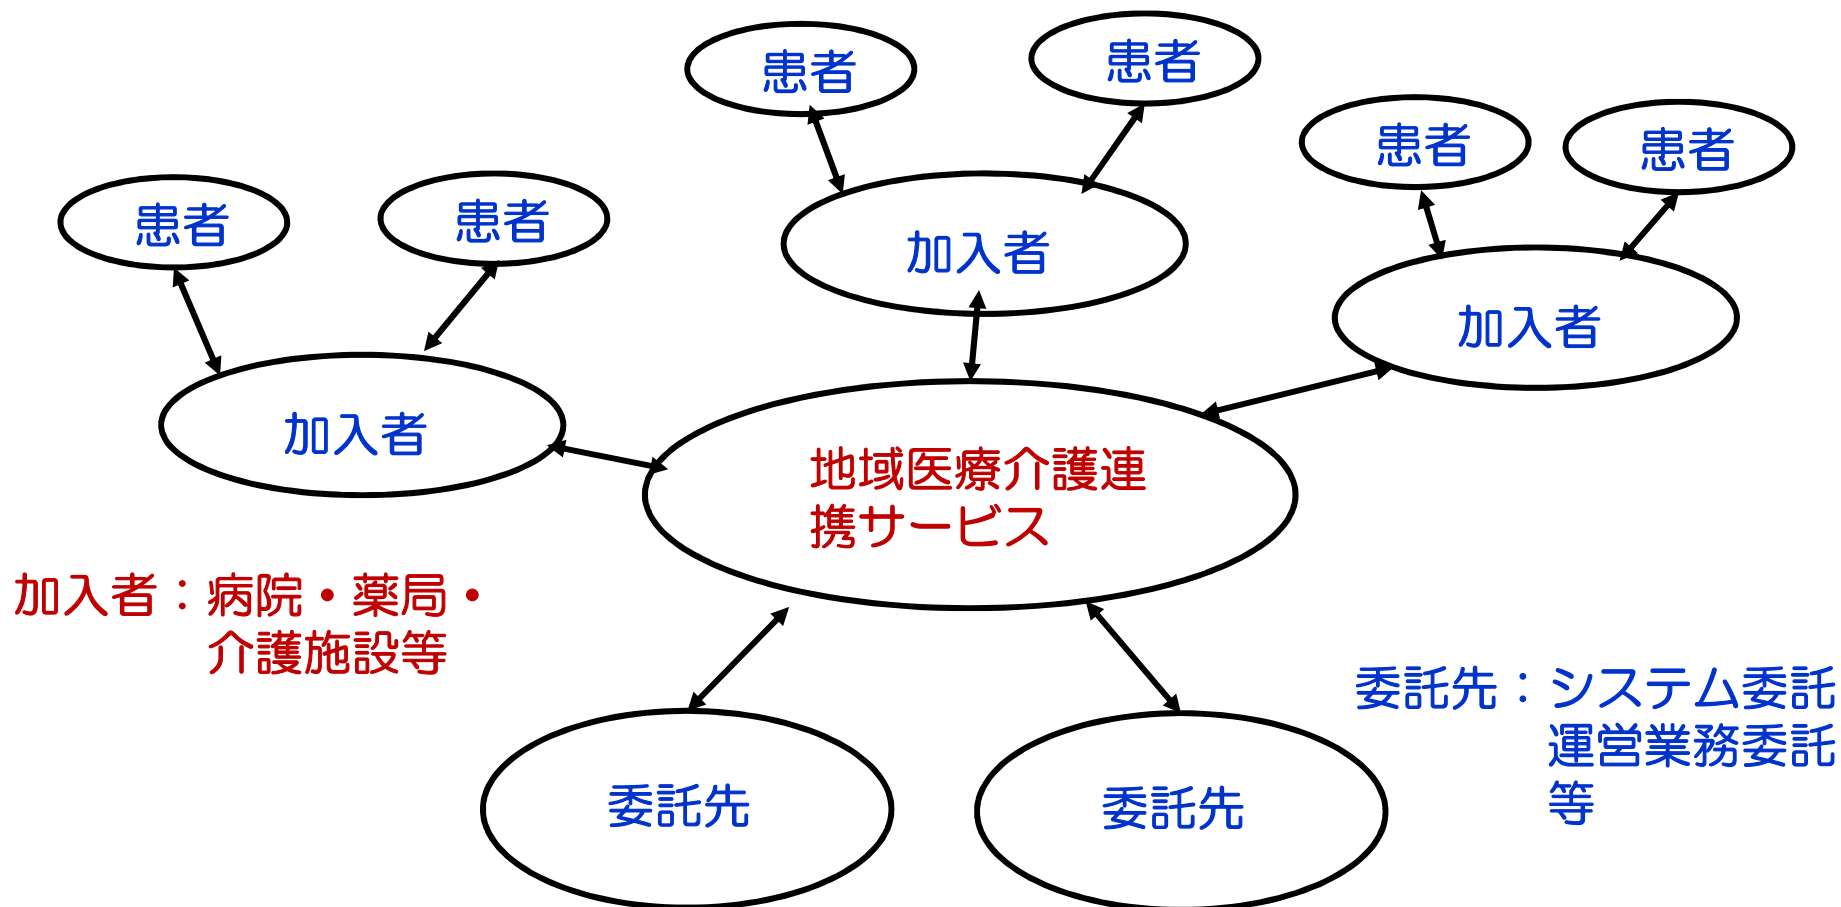 患者
患者
患者
患者
患者
患者
加入者
加入者
加入者
地域医療介護連
携サービス
加入者：病院・薬局・
介護施設等
委託先：システム委託
運営業務委託
等
委託先
委託先